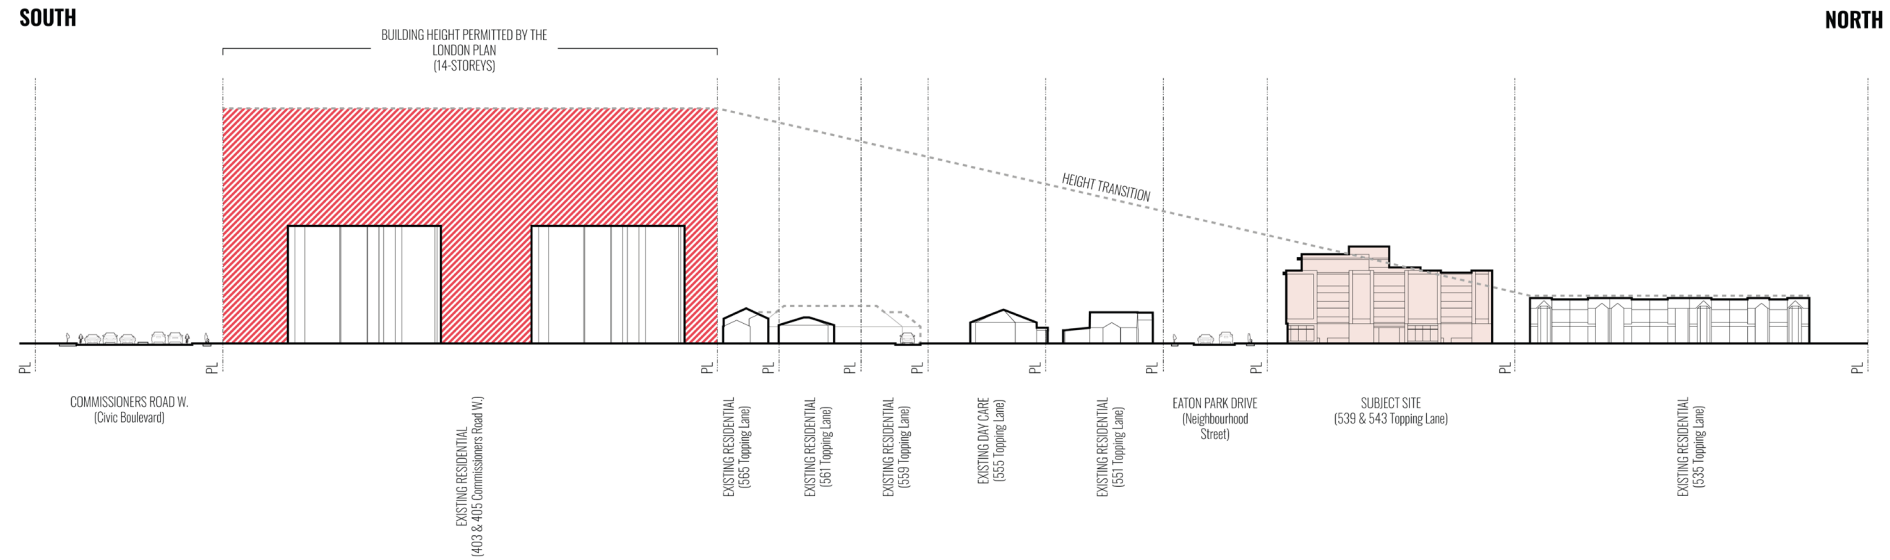 SOUTH
NORTH
BUILDING HEIGHT PERMITTED BY THE
LONDON PLAN
(14-STOREYS)
HEIGHT TRANSITION
PL
PL
PL
PL
PL
PL
PL
PL
PL
PL
PL
COMMISSIONERS ROAD W.
(Civic Boulevard)
EXISTING RESIDENTIAL
(403 & 405 Commissioners Road W.)
EXISTING RESIDENTIAL
(565 Topping Lane)
EXISTING RESIDENTIAL
(561 Topping Lane)
EXISTING RESIDENTIAL
(559 Topping Lane)
EXISTING DAY CARE
(555 Topping Lane)
EXISTING RESIDENTIAL
(551 Topping Lane)
EATON PARK DRIVE
(Neighbourhood
Street)
SUBJECT SITE
(539 & 543 Topping Lane)
EXISTING RESIDENTIAL
(535 Topping Lane)